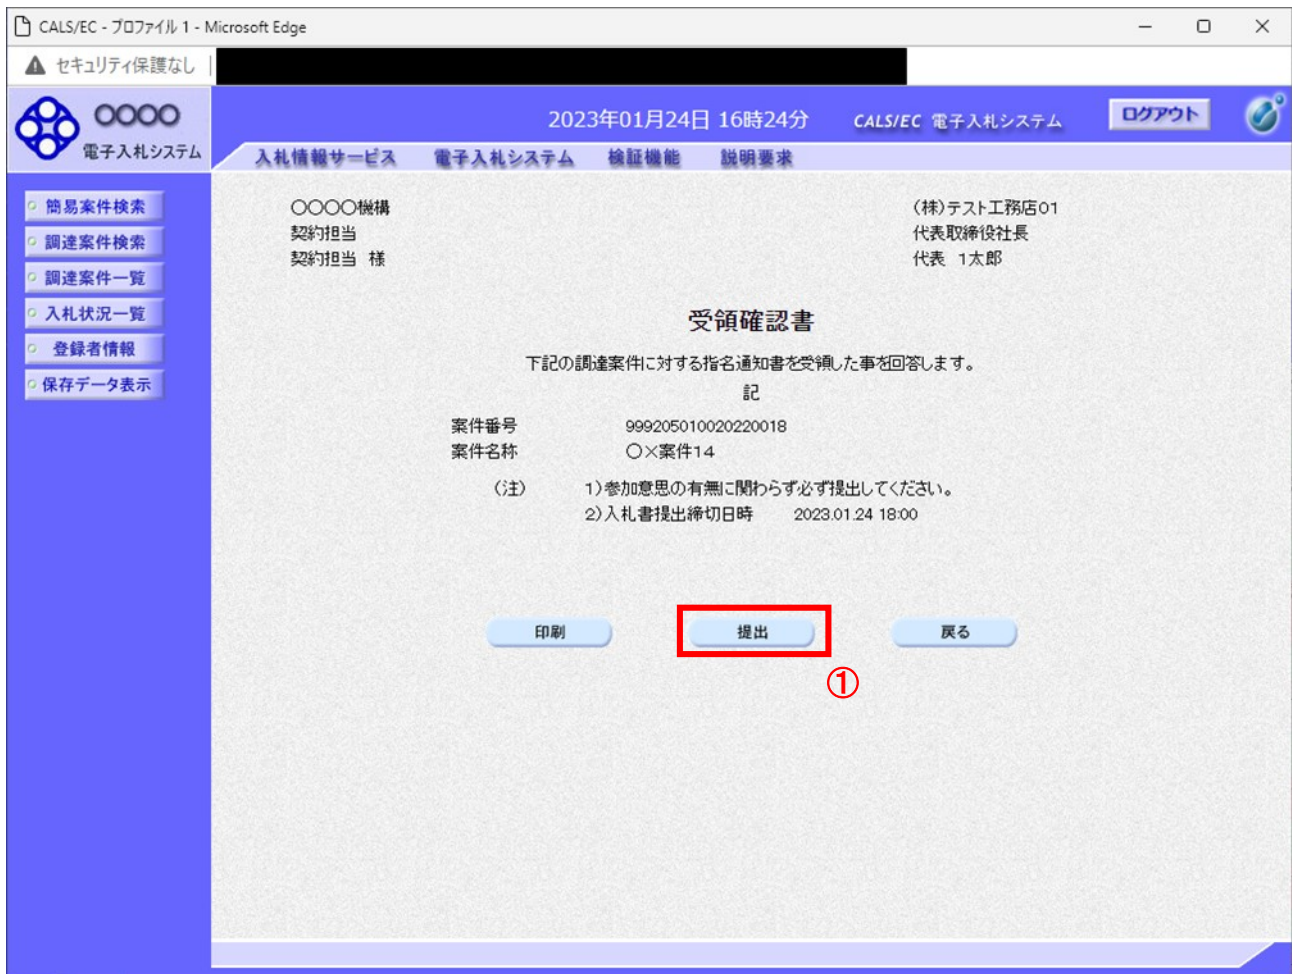 CALS/EC - プロファイル 1 - Microsoft Edge
セキュリティ保護なし
○○○○
電子入札システム
2023年01月24日 16時24分
CALS/EC 電子入札システム
ログアウト
入札情報サービス 電子入札システム 検証機能 説明要求
簡易案件検索
調達案件検索
調達案件一覧
入札状況一覧
登録者情報
保存データ表示
○○○○機構
契約担当
契約担当 様
(株)テスト工務店01
代表取締役社長
代表 1太郎
受領確認書
下記の調達案件に対する指名通知書を受領した事を回答します。
記
案件番号 999205010020220018
案件名称 ○×案件14
(注) 1)参加意思の有無に関わらず必ず提出してください。
2)入札書提出締切日時 2023.01.24 18:00
印刷 提出 戻る
①